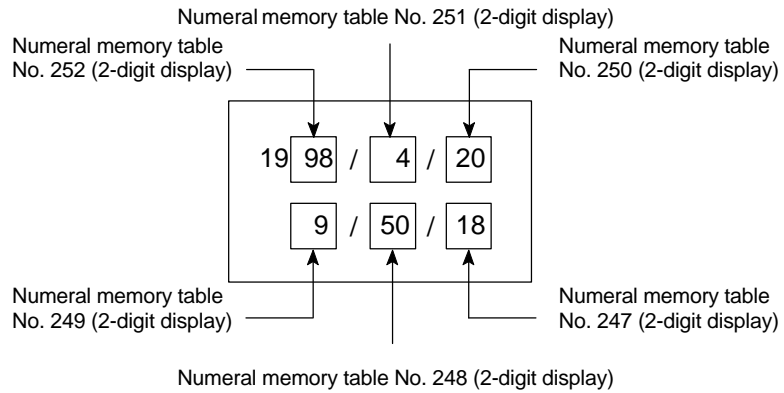 Numeral memory table No. 251 (2-digit display)
Numeral memory table
No. 252 (2-digit display)
Numeral memory table
No. 250 (2-digit display)
19 98 / 4 / 20
9 / 50 / 18
Numeral memory table
No. 249 (2-digit display)
Numeral memory table
No. 247 (2-digit display)
Numeral memory table No. 248 (2-digit display)